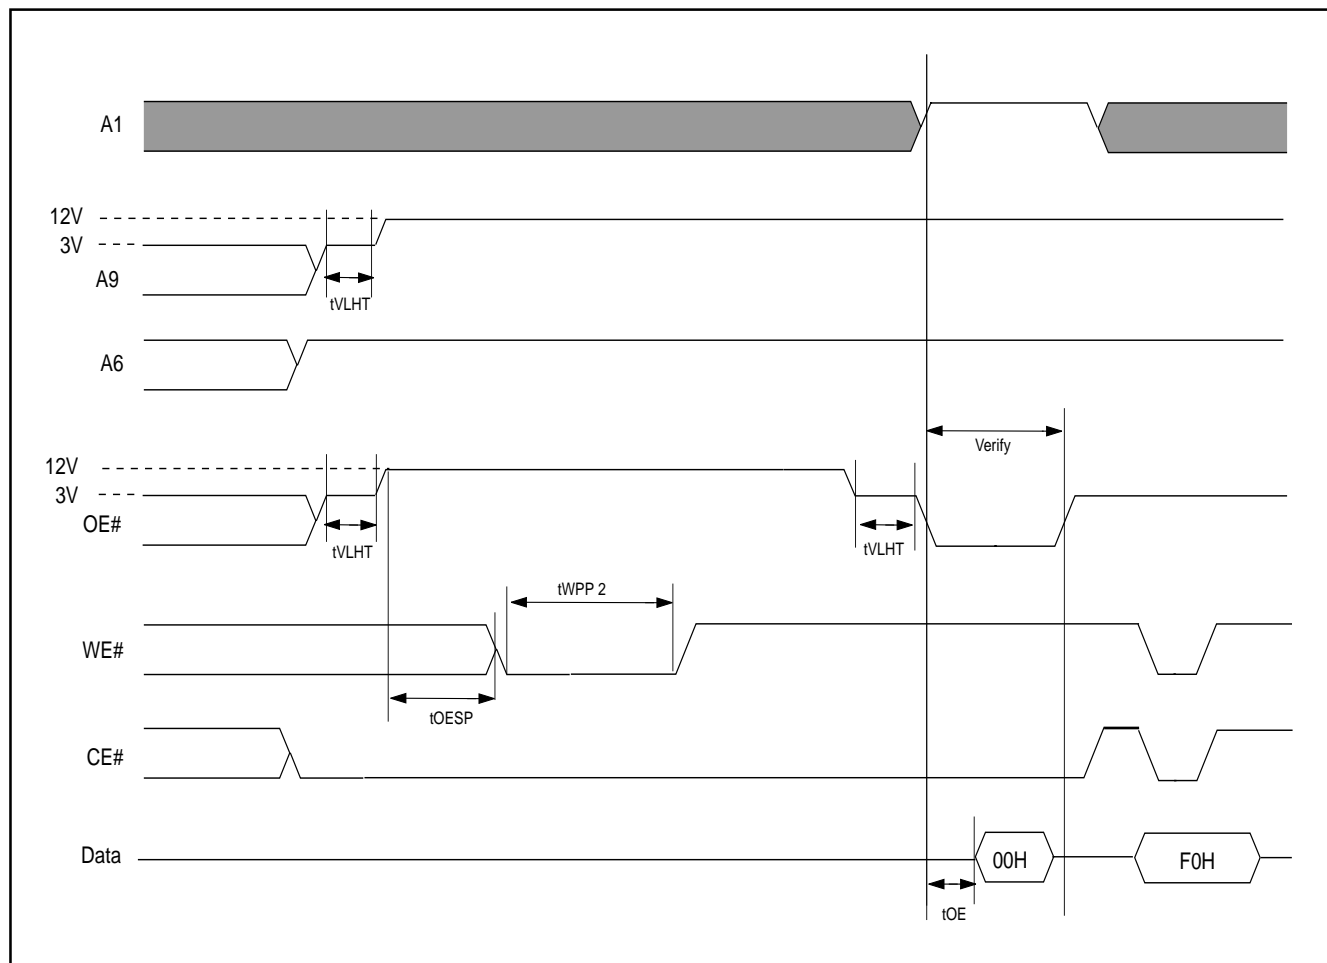 A1
12V
3V
A9
tVLHT
A6
Verify
12V
3V
OE#
tVLHT
tVLHT
tWPP 2
WE#
tOESP
CE#
Data
00H
F0H
tOE